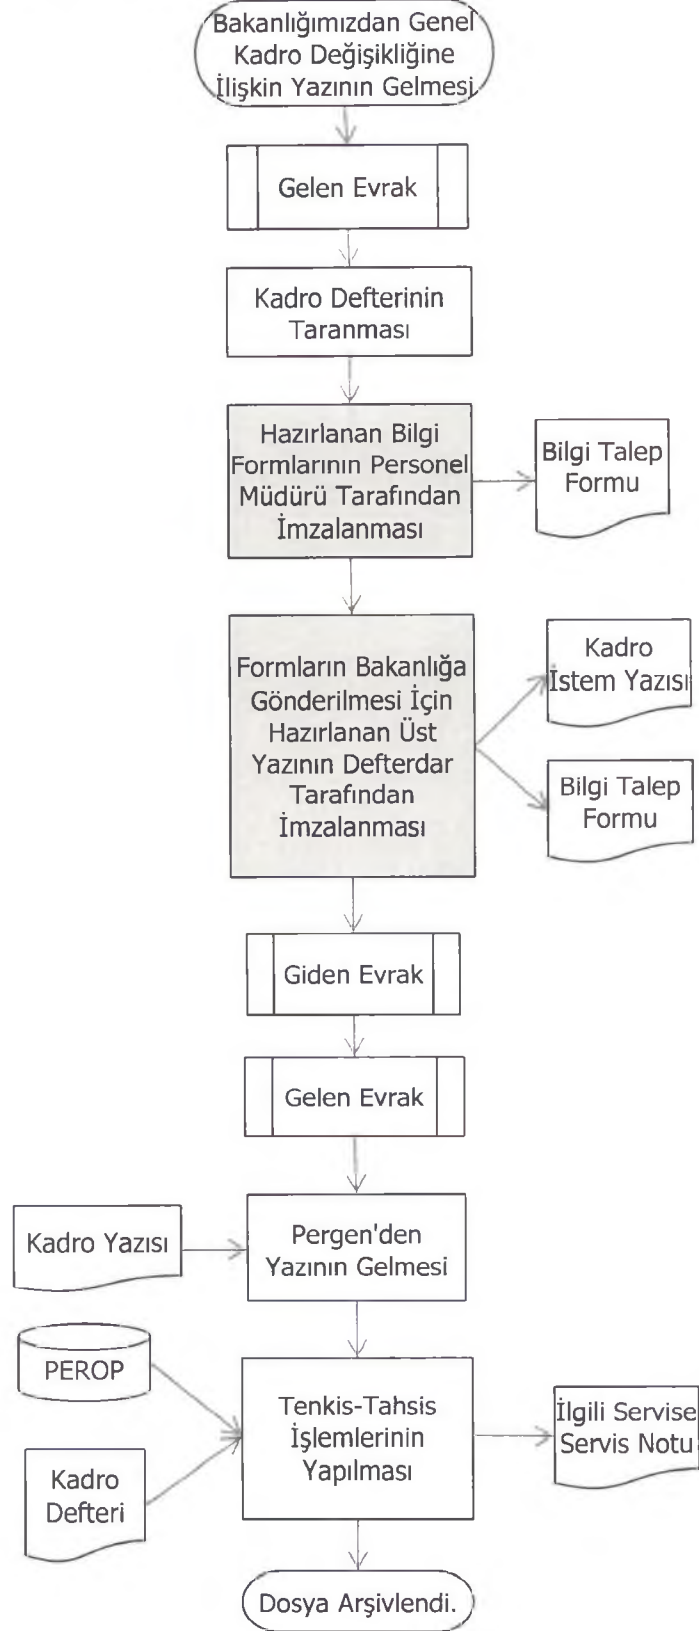 Bakanlığımızdan Genel
Kadro Değişikliğine
İlişkin Yazının Gelmesi
Gelen Evrak
Kadro Defterinin
Taranması
Hazırlanan Bilgi
Formlarının Personel
Müdürü Tarafından
İmzalanması
Bilgi Talep
Formu
Formların Bakanlığa
Gönderilmesi İçin
Hazırlanan Üst
Yazının Defterdar
Tarafından
İmzalanması
Kadro
İstem Yazısı
Bilgi Talep
Formu
Giden Evrak
Gelen Evrak
Kadro Yazısı
Pergen'den
Yazının Gelmesi
PEROP
Kadro
Defteri
Tenkis-Tahsis
İşlemlerinin
Yapılması
İlgili Servise
Servis Notu
Dosya Arşivlendi.